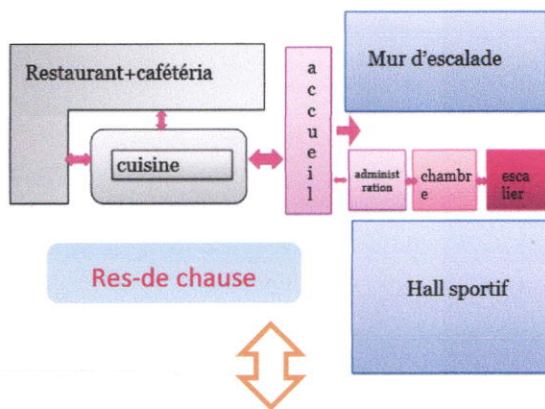 Restaurant+cafétéria
cuisine
a
c
c
u
e
i
l
Mur d'escalade
administ
ration
chambr
e
esca
lier
Res-de chause
Hall sportif